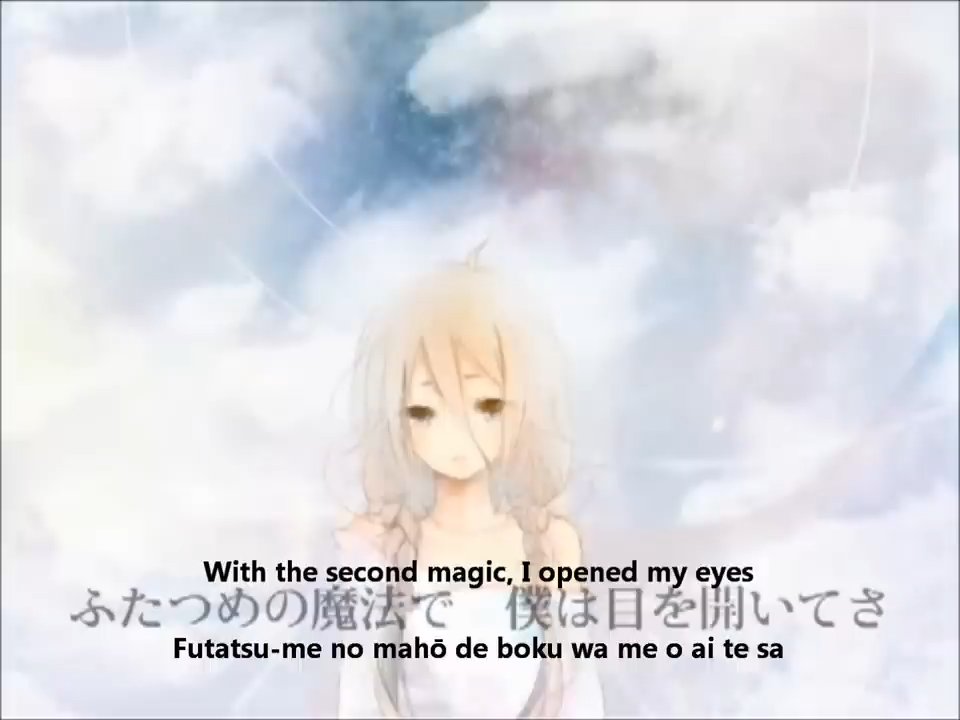 With the second magic, I opened my eyes
ふたつめの魔法で　僕は目を開いてさ
Futatsu-me no mahō de boku wa me o ai te sa